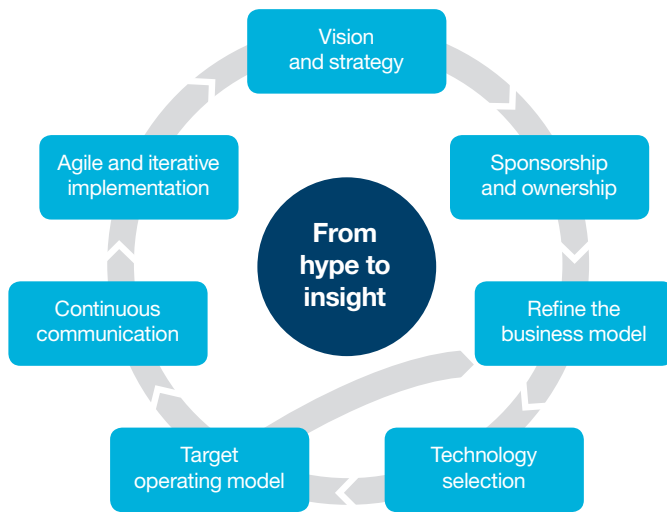 Vision
and strategy
Sponsorship
and ownership
Refine the
business model
Technology
selection
Target
operating model
Continuous
communication
Agile and iterative
implementation
From
hype to
insight